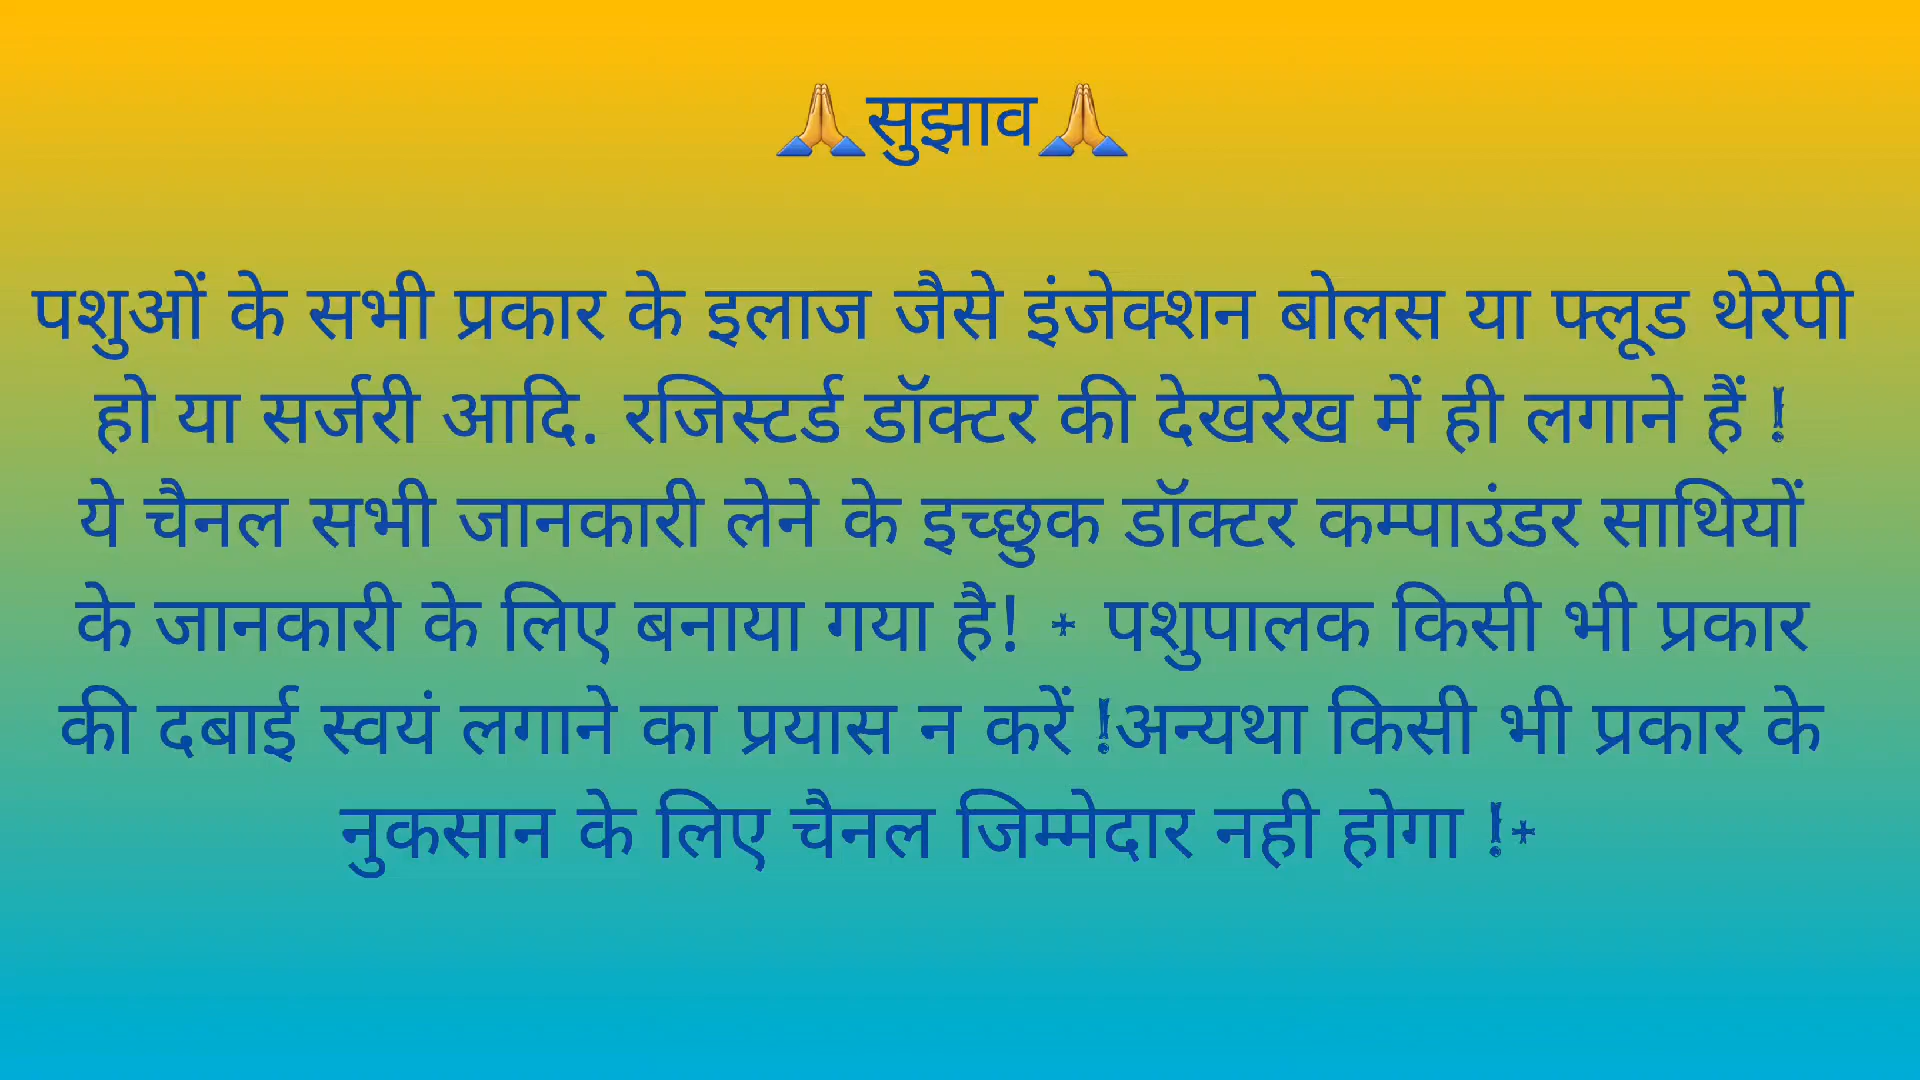 🙏सुझाव🙏
पशुओं के सभी प्रकार के इलाज जैसे इंजेक्शन बोलस या फ्लूड थेरेपी
हो या सर्जरी आदि. रजिस्टर्ड डॉक्टर की देखरेख में ही लगाने हैं !
ये चैनल सभी जानकारी लेने के इच्छुक डॉक्टर कम्पाउंडर साथियों
के जानकारी के लिए बनाया गया है! * पशुपालक किसी भी प्रकार
की दबाई स्वयं लगाने का प्रयास न करें !अन्यथा किसी भी प्रकार के
नुकसान के लिए चैनल जिम्मेदार नही होगा !*